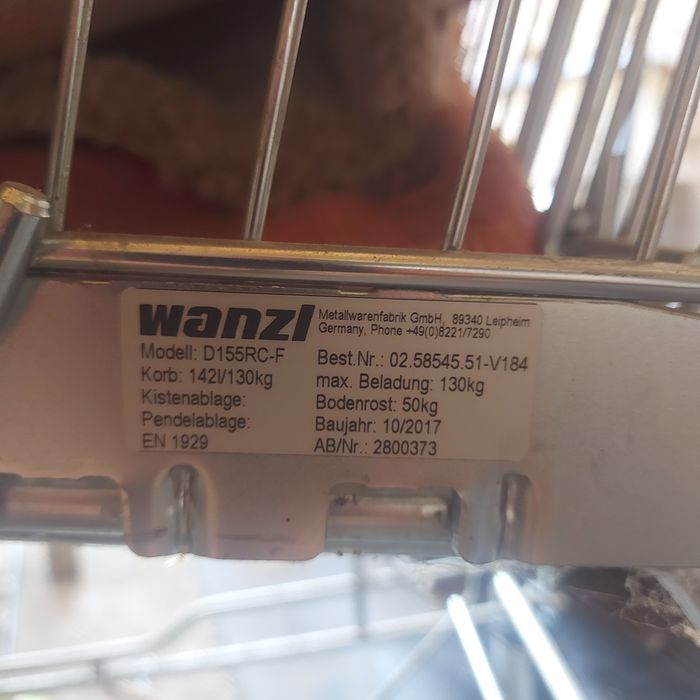 wanzl Metallwarenfabrik GmbH, 89340 Leipheim
Germany, Phone +49(0)8221/7290
Modell: D155RC-F Best.Nr.: 02.58545.51-V184
Korb: 142l/130kg max. Beladung: 130kg
Kistenablage: Bodenrost: 50kg
Pendelablage: Baujahr: 10/2017
EN 1929 AB/Nr.: 2800373